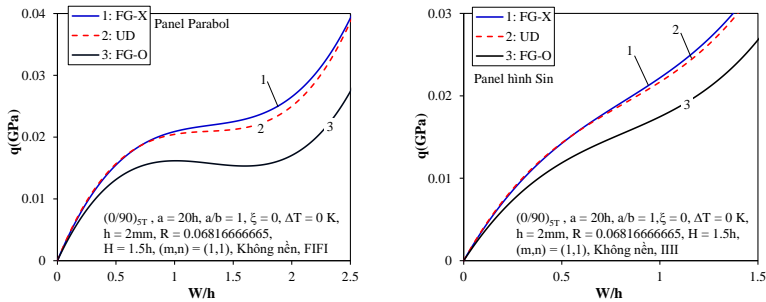 0.04
1: FG-X
2: UD
3: FG-O
Panel Parabol
0.03
q(GPa)
0.02
0.01
0
1
2
3
(0/90)5T , a = 20h, a/b = 1, ξ = 0, ΔT = 0 K,
h = 2mm, R = 0.06816666665,
H = 1.5h, (m,n) = (1,1), Không nền, FIFI
0 0.5 1 1.5 2 2.5
W/h
0.03
1: FG-X
2: UD
3: FG-O
Panel hình Sin
0.02
q(GPa)
0.01
0
1
2
3
(0/90)5T , a = 20h, a/b = 1,ξ = 0, ΔT = 0 K,
h = 2mm, R = 0.06816666665, H = 1.5h,
(m,n) = (1,1), Không nền, IIII
0 0.5 1 1.5
W/h